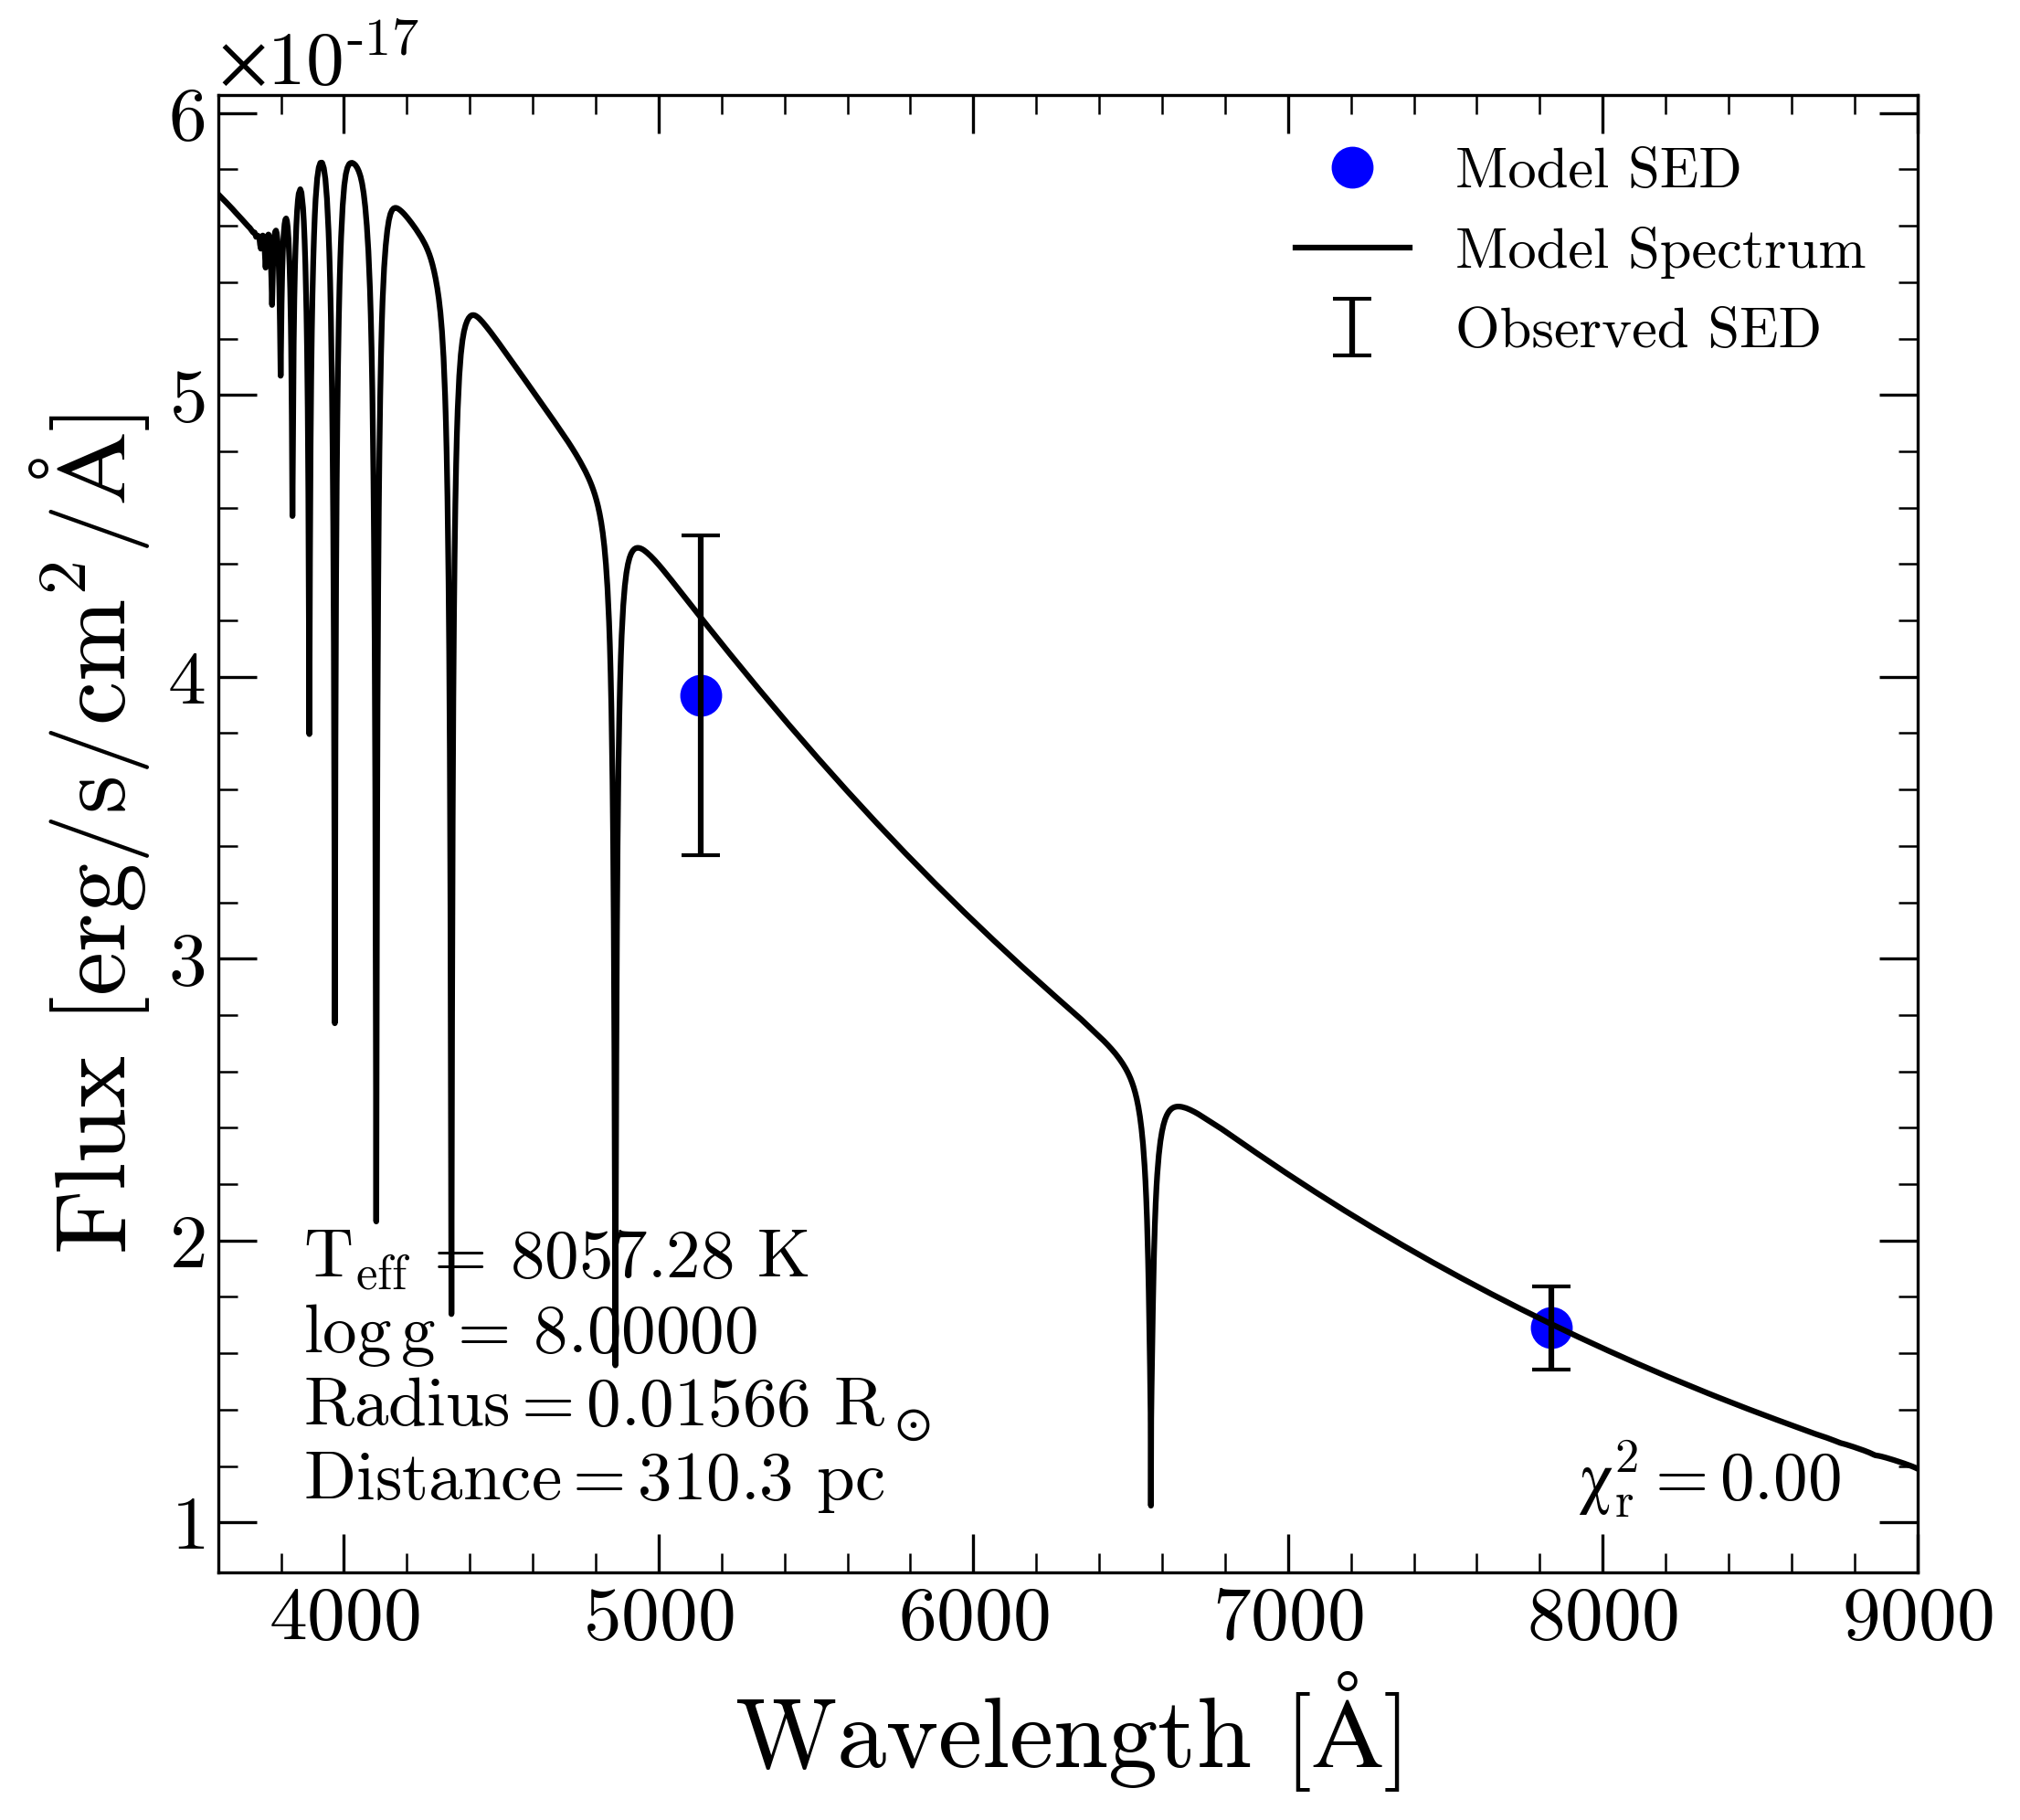 ×10⁻¹⁷
6
5
4
3
2
1
Flux [erg/s/cm²/Å]
Model SED
Model Spectrum
Observed SED
T_eff = 8057.28 K
log g = 8.00000
Radius = 0.01566 R_⊙
Distance = 310.3 pc
χ²_r = 0.00
4000 5000 6000 7000 8000 9000
Wavelength [Å]